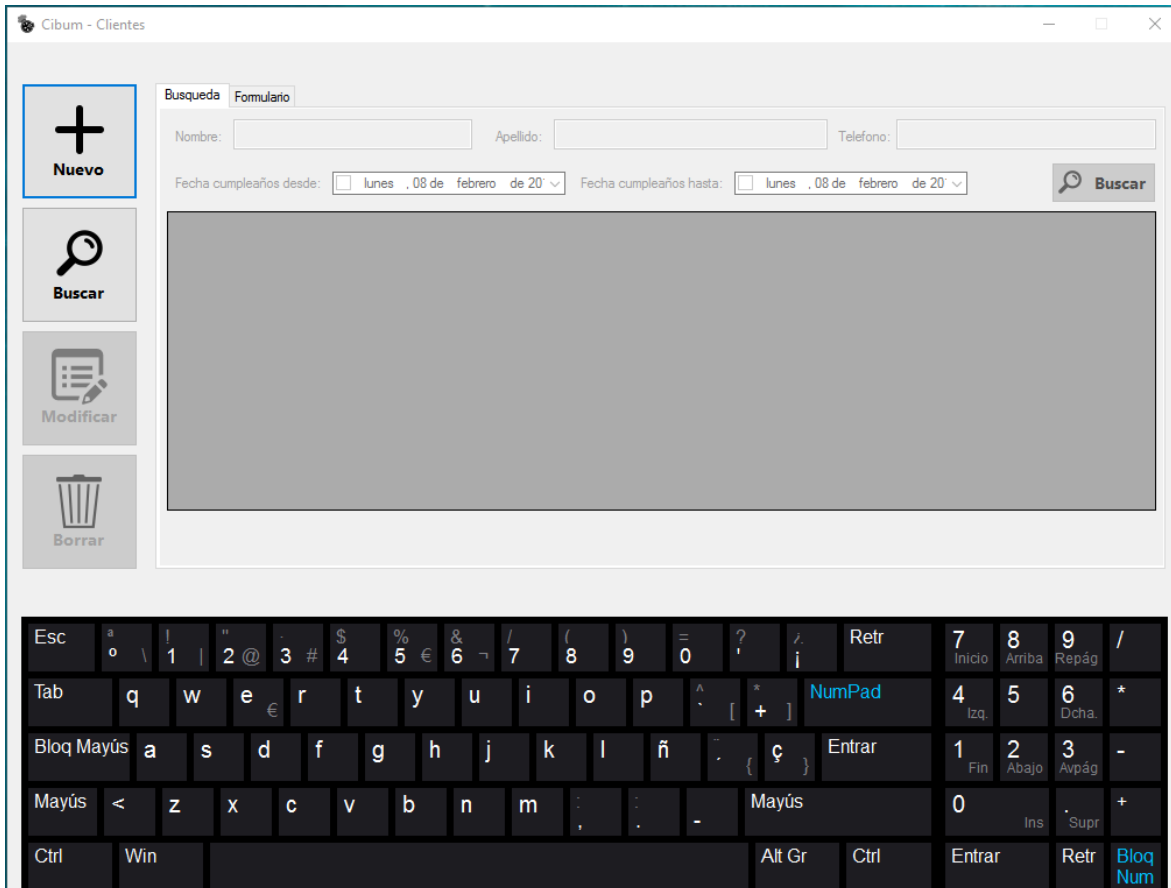 Cibum - Clientes
Busqueda Formulario
Nombre: Apellido: Telefono:
Nuevo
Fecha cumpleaños desde: lunes , 08 de febrero de 20 Fecha cumpleaños hasta: lunes , 08 de febrero de 20 Buscar
Buscar
Modificar
Borrar
Esc ª º \ ! 1 | " 2 @ · 3 # $ 4 % 5 € & 6 ¬ / 7 ( 8 ) 9 = 0 ? ' ¿ ¡ Retr 7 Inicio 8 Arriba 9 Repág /
Tab q w e € r t y u i o p ^ ` [ * + ] NumPad 4 Izq. 5 6 Dcha. *
Bloq Mayús a s d f g h j k l ñ ¨ ´ { ç } Entrar 1 Fin 2 Abajo 3 Avpág -
Mayús < z x c v b n m ; , : . - Mayús 0 Ins . Supr +
Ctrl Win Alt Gr Ctrl Entrar Retr Bloq Num